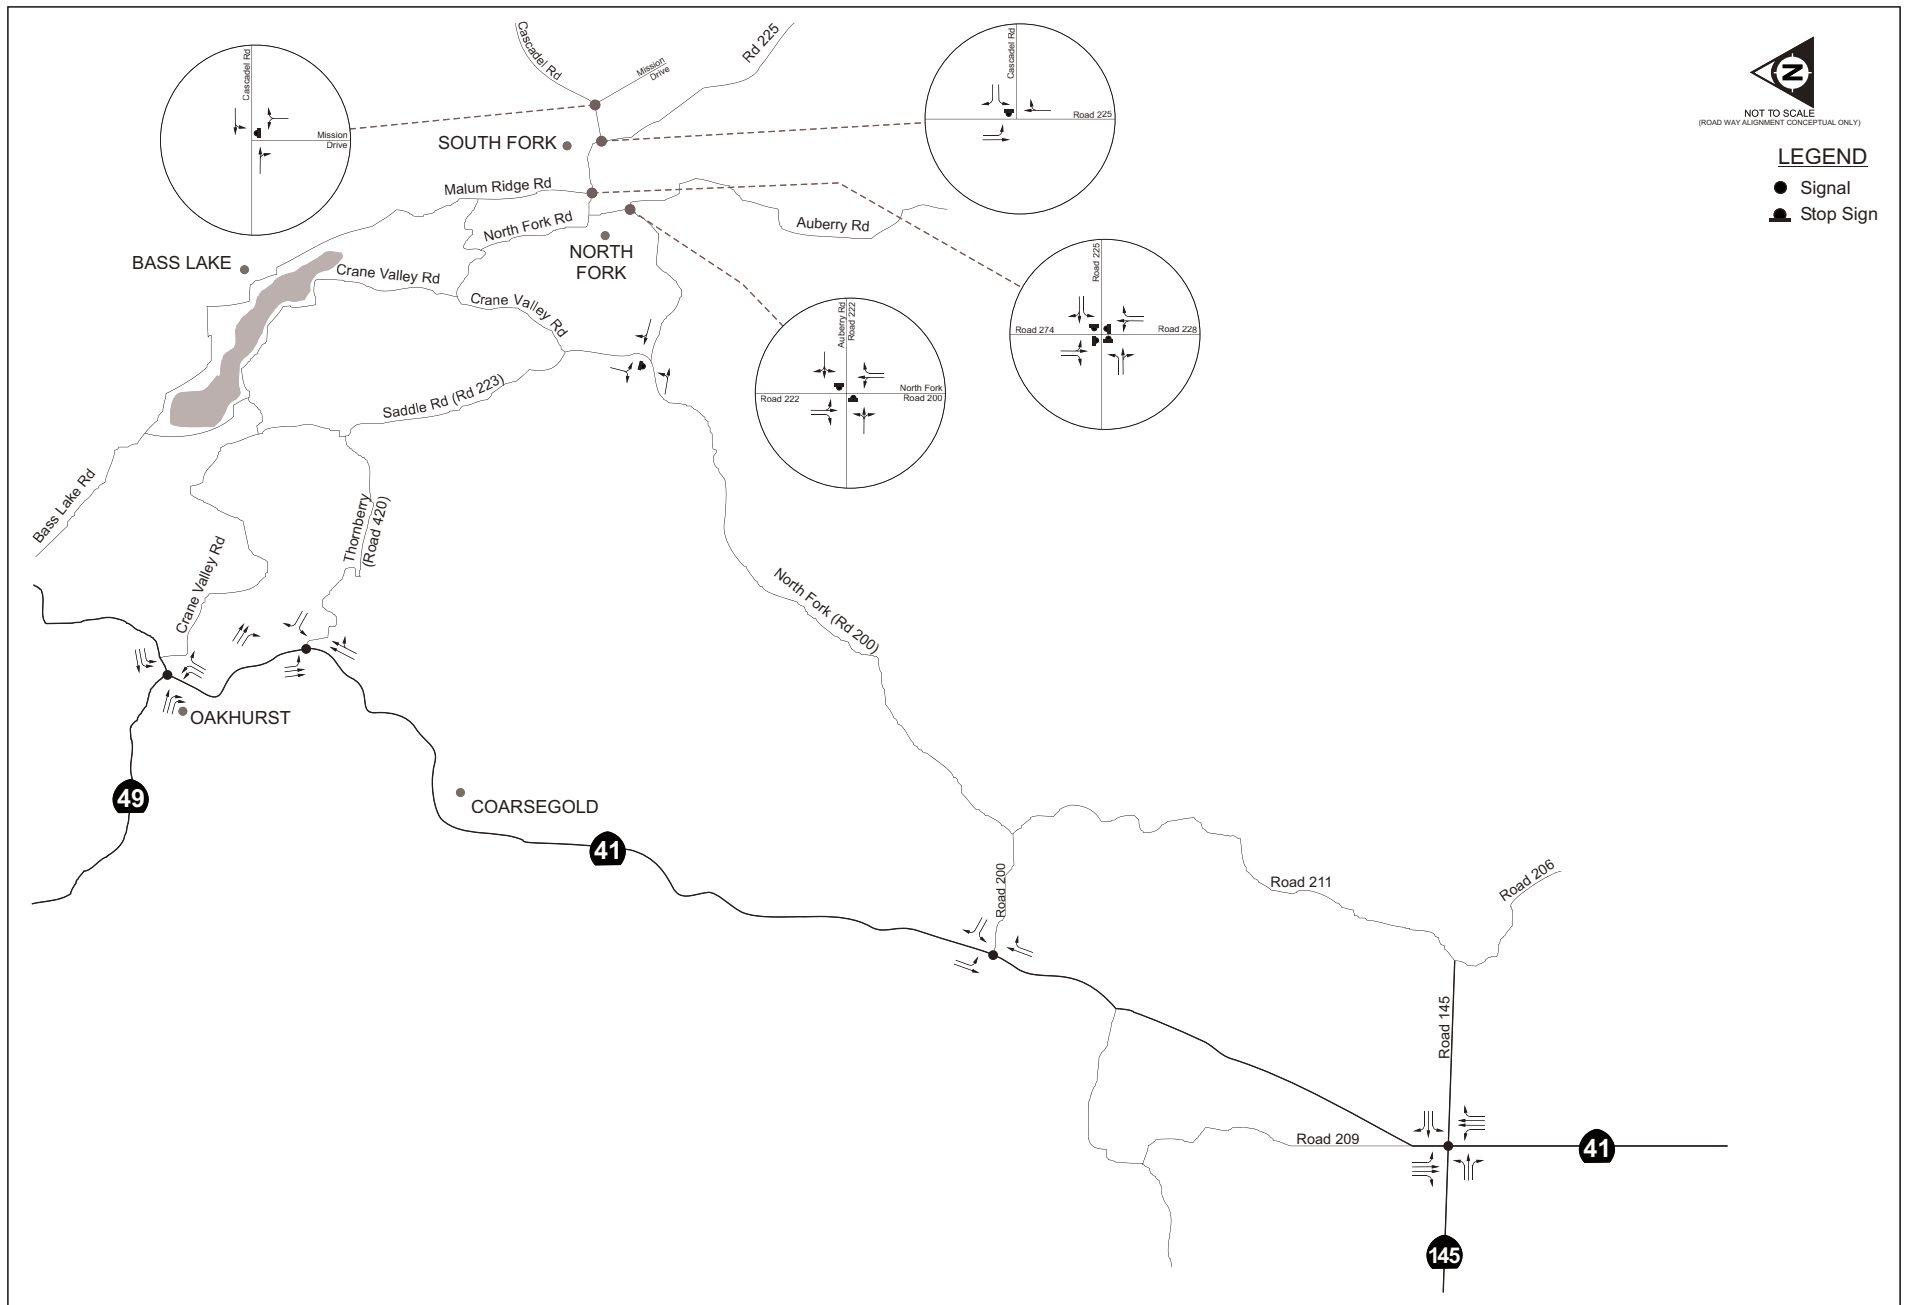 Cascadel Rd
Mission
Drive
Cascadel Rd
Mission
Drive
Rd 225
Cascadel Rd
Road 225
N
NOT TO SCALE
(ROAD WAY ALIGNMENT CONCEPTUAL ONLY)
LEGEND
Signal
Stop Sign
SOUTH FORK
Malum Ridge Rd
North Fork Rd
NORTH
FORK
Auberry Rd
BASS LAKE
Crane Valley Rd
Crane Valley Rd
Road 225
Road 274
Road 228
Auberry Rd
Road 222
Road 222
North Fork
Road 200
Saddle Rd (Rd 223)
Bass Lake Rd
Thornberry
(Road 420)
Crane Valley Rd
North Fork (Rd 200)
OAKHURST
49
COARSEGOLD
41
Road 200
Road 211
Road 206
Road 145
Road 209
41
145